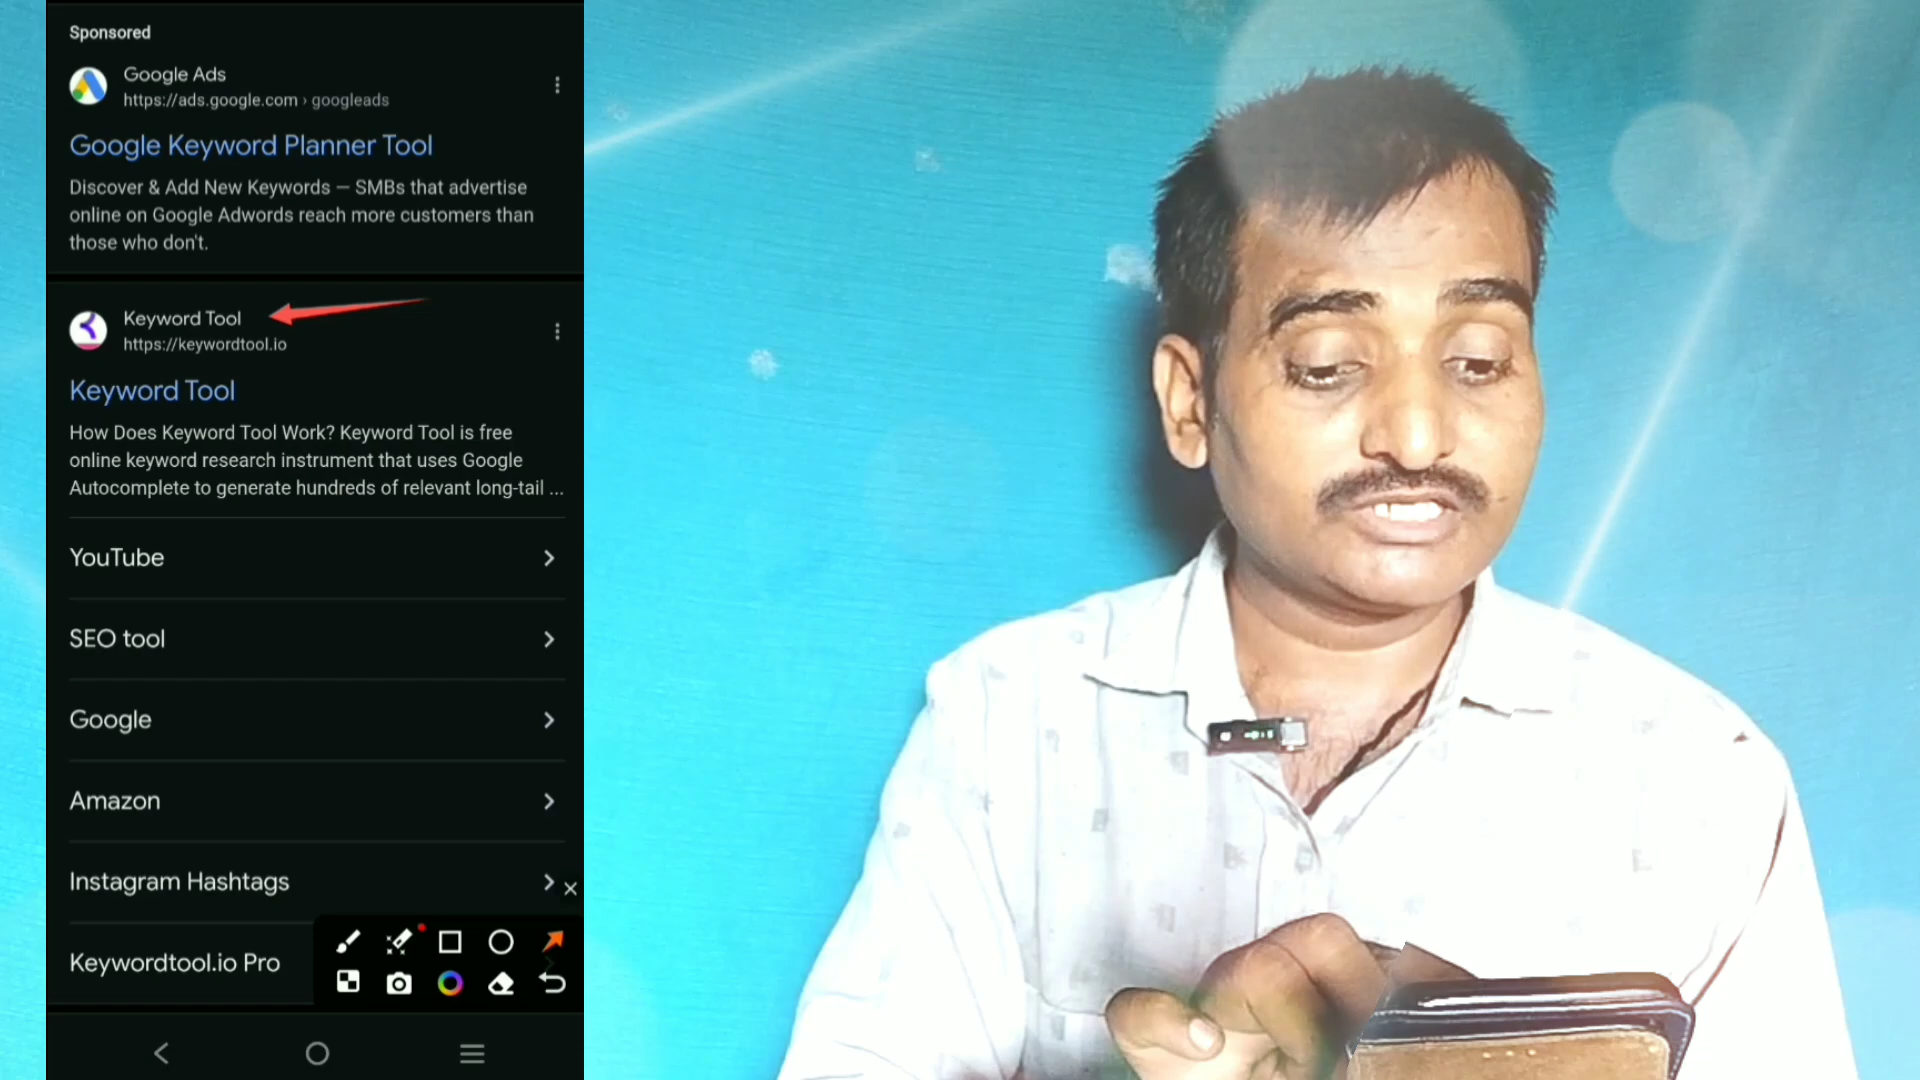 Sponsored
Google Ads
https://ads.google.com › googleads
Google Keyword Planner Tool
Discover & Add New Keywords — SMBs that advertise
online on Google Adwords reach more customers than
those who don't.
Keyword Tool
https://keywordtool.io
Keyword Tool
How Does Keyword Tool Work? Keyword Tool is free
online keyword research instrument that uses Google
Autocomplete to generate hundreds of relevant long-tail ...
YouTube
SEO tool
Google
Amazon
Instagram Hashtags
Keywordtool.io Pro